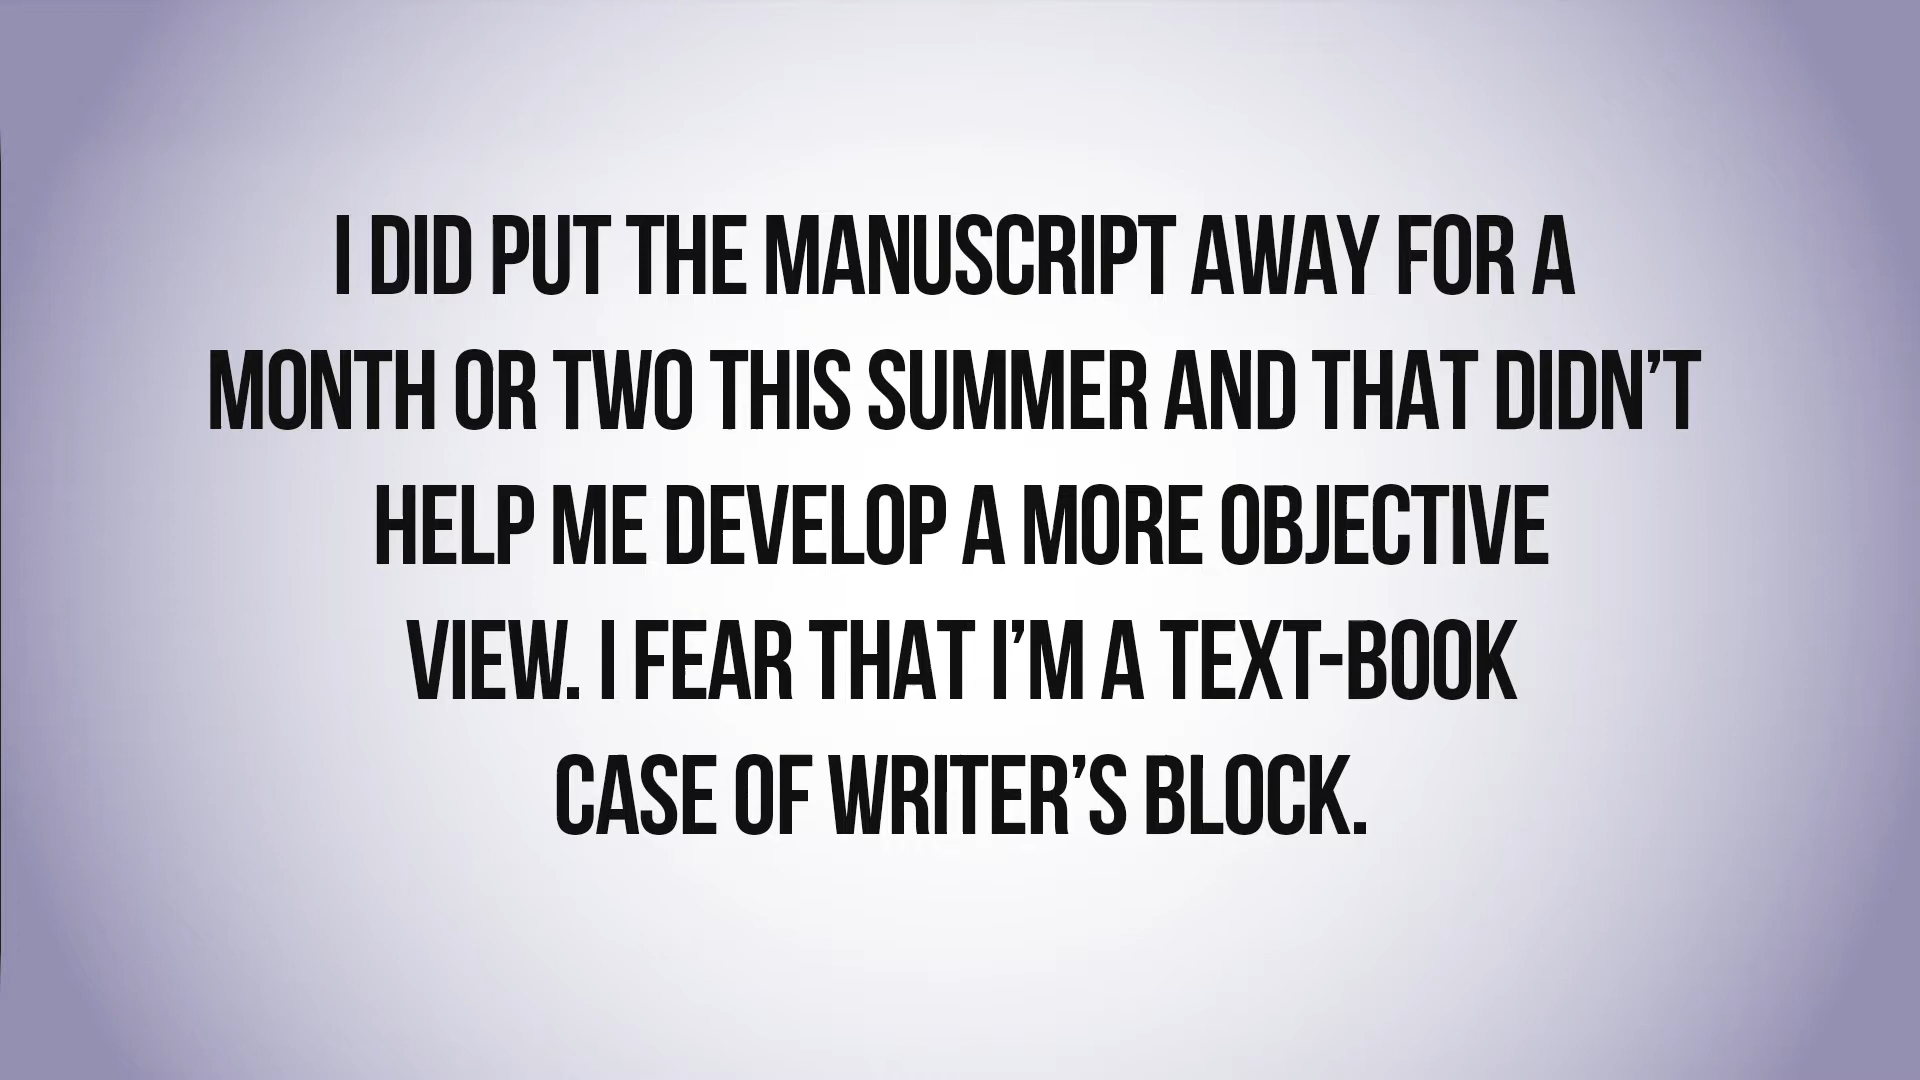 I DID PUT THE MANUSCRIPT AWAY FOR A
MONTH OR TWO THIS SUMMER AND THAT DIDN’T
HELP ME DEVELOP A MORE OBJECTIVE
VIEW. I FEAR THAT I’M A TEXT-BOOK
CASE OF WRITER’S BLOCK.